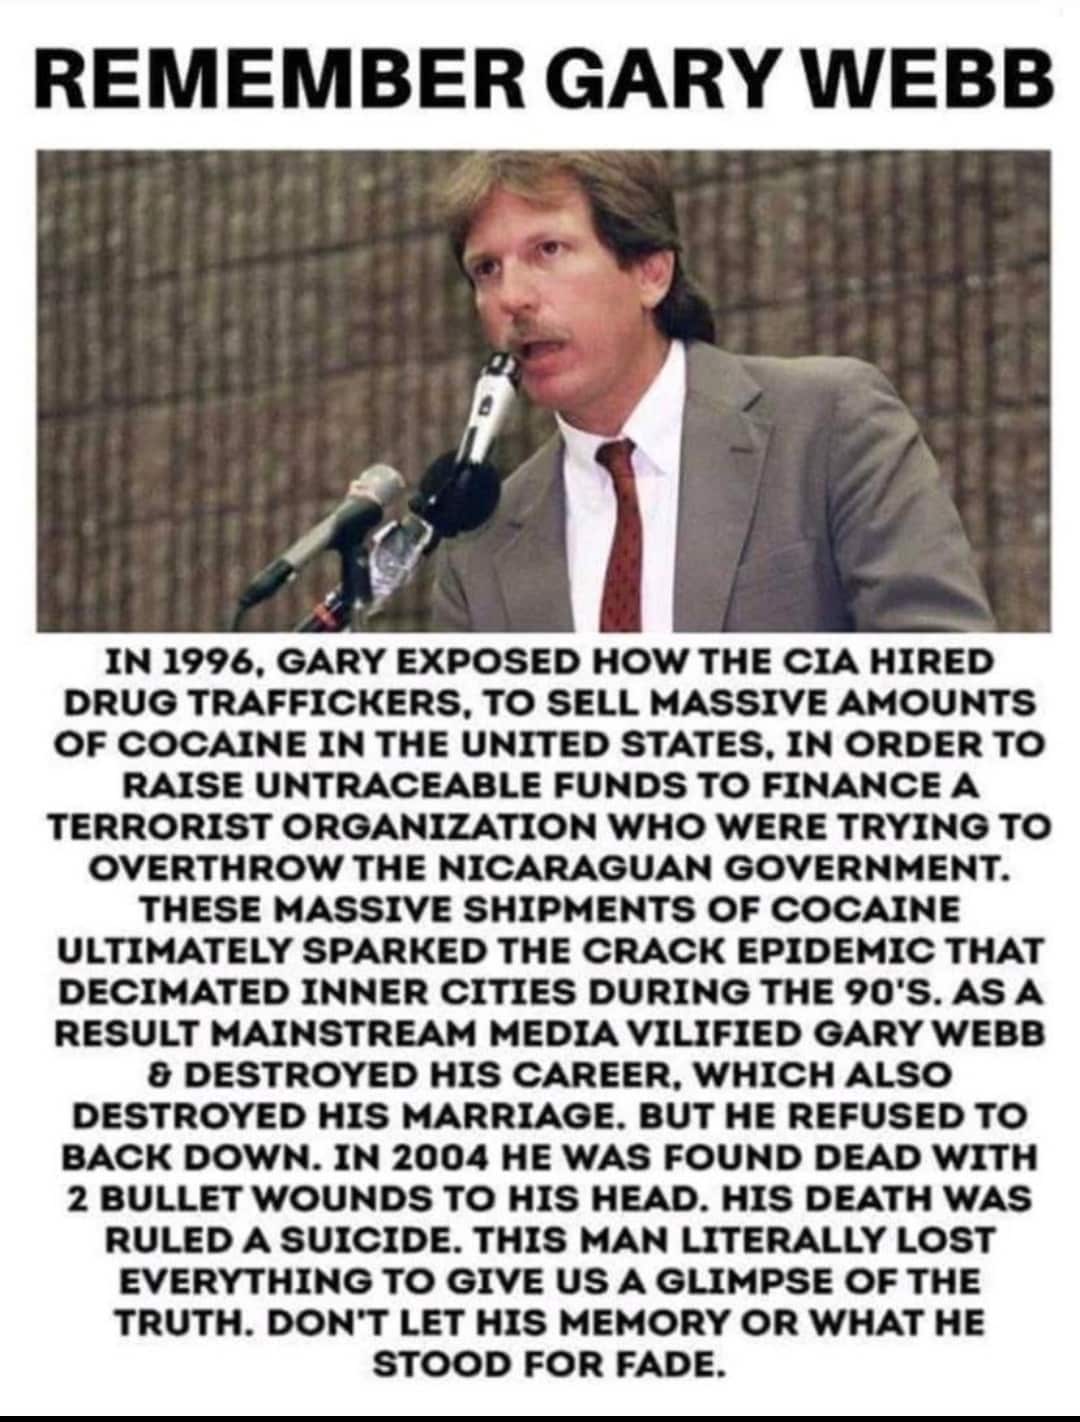 REMEMBER GARY WEBB
IN 1996, GARY EXPOSED HOW THE CIA HIRED
DRUG TRAFFICKERS, TO SELL MASSIVE AMOUNTS
OF COCAINE IN THE UNITED STATES, IN ORDER TO
RAISE UNTRACEABLE FUNDS TO FINANCE A
TERRORIST ORGANIZATION WHO WERE TRYING TO
OVERTHROW THE NICARAGUAN GOVERNMENT.
THESE MASSIVE SHIPMENTS OF COCAINE
ULTIMATELY SPARKED THE CRACK EPIDEMIC THAT
DECIMATED INNER CITIES DURING THE 90'S. AS A
RESULT MAINSTREAM MEDIA VILIFIED GARY WEBB
& DESTROYED HIS CAREER, WHICH ALSO
DESTROYED HIS MARRIAGE. BUT HE REFUSED TO
BACK DOWN. IN 2004 HE WAS FOUND DEAD WITH
2 BULLET WOUNDS TO HIS HEAD. HIS DEATH WAS
RULED A SUICIDE. THIS MAN LITERALLY LOST
EVERYTHING TO GIVE US A GLIMPSE OF THE
TRUTH. DON'T LET HIS MEMORY OR WHAT HE
STOOD FOR FADE.